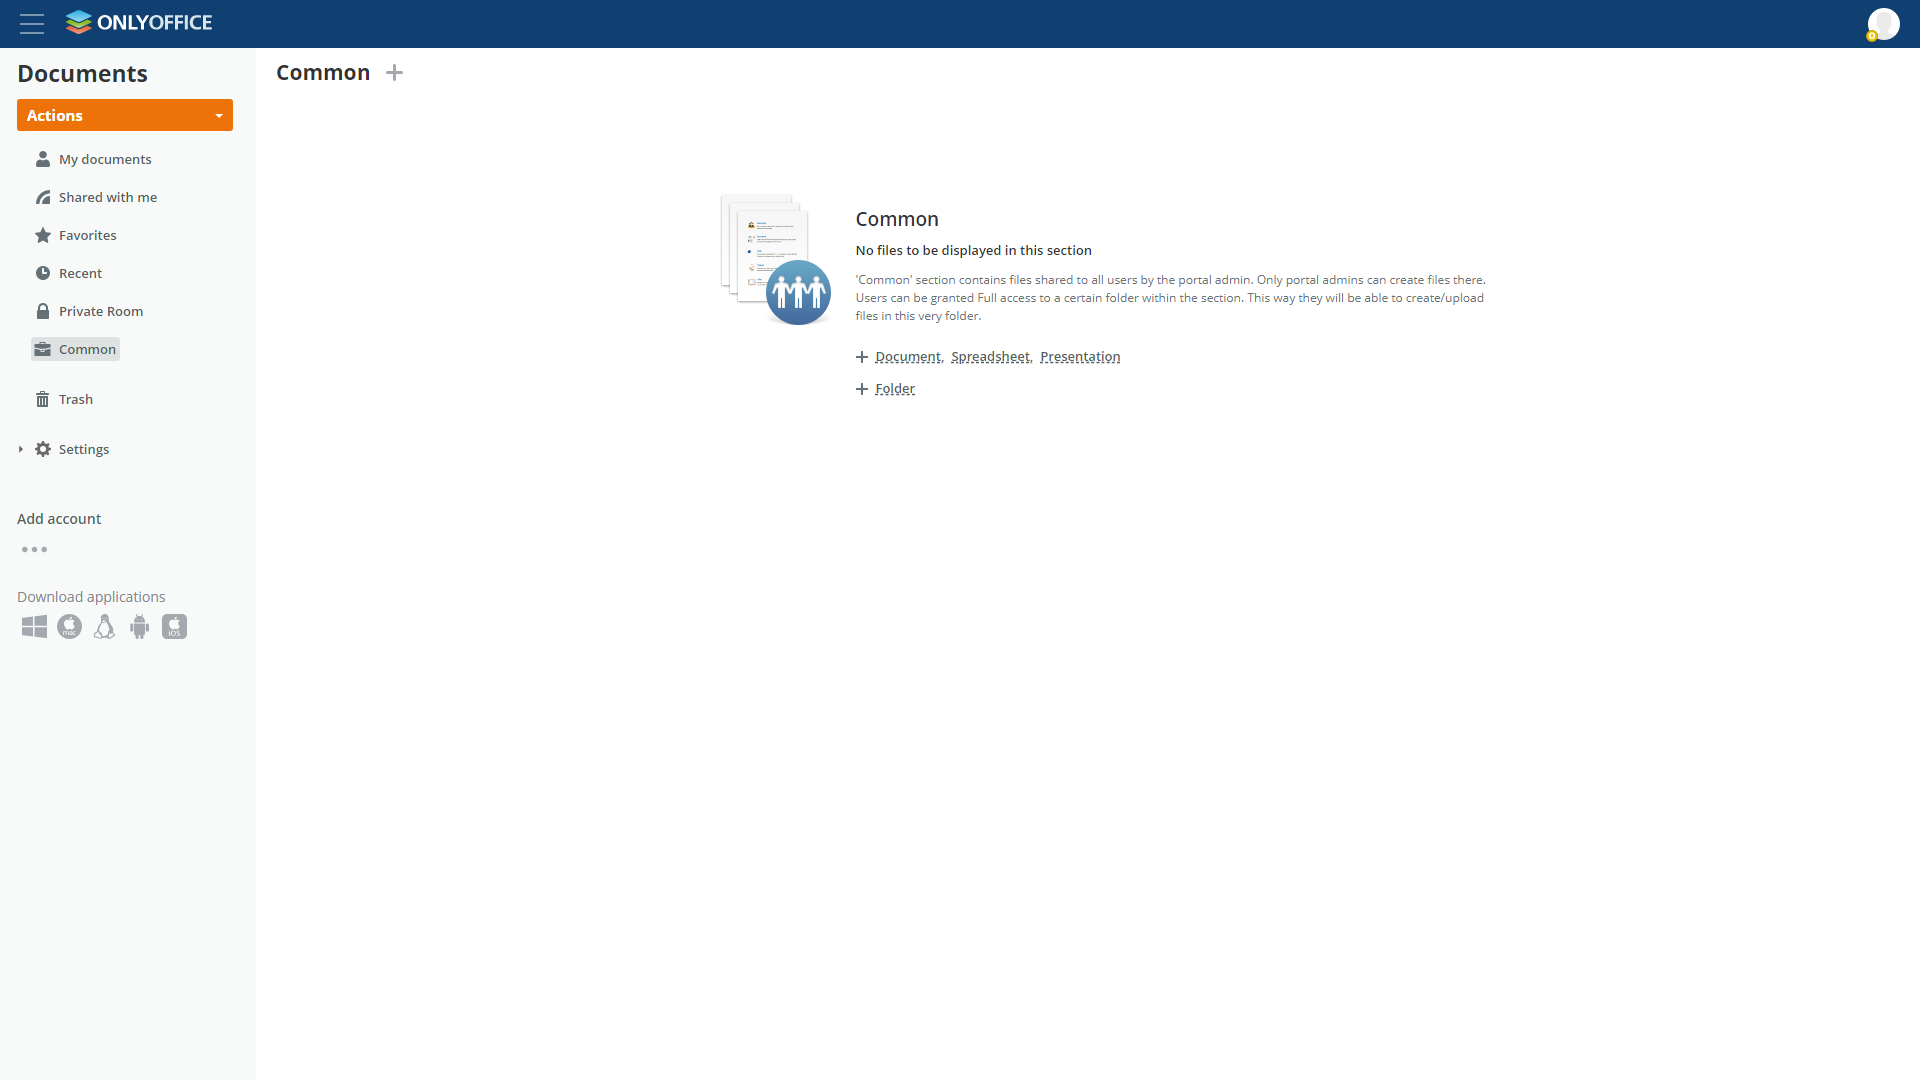 ONLYOFFICE
Documents
Actions
My documents
Shared with me
Favorites
Recent
Private Room
Common
Trash
Settings
Add account
Download applications
mac
iOS
Common
Common
No files to be displayed in this section
'Common' section contains files shared to all users by the portal admin. Only portal admins can create files there.
Users can be granted Full access to a certain folder within the section. This way they will be able to create/upload
files in this very folder.
Document, Spreadsheet, Presentation
Folder